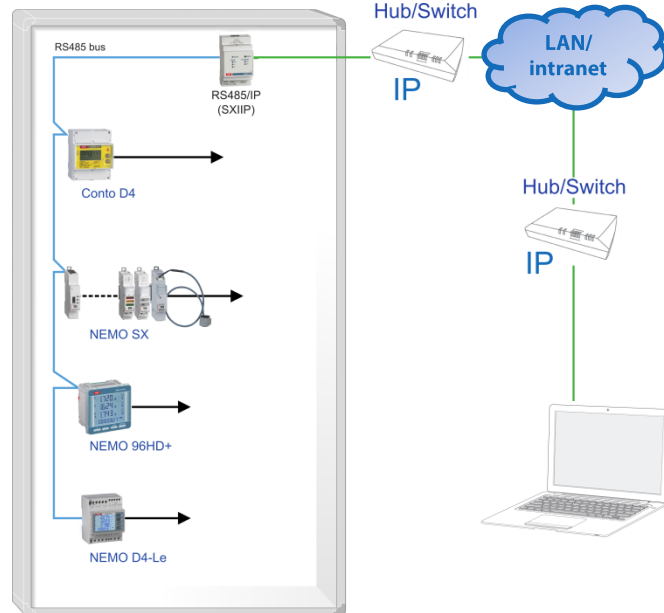 Hub/Switch
RS485 bus
LAN/
intranet
RS485/IP
(SXIIP)
IP
Conto D4
Hub/Switch
IP
NEMO SX
NEMO 96HD+
NEMO D4-Le